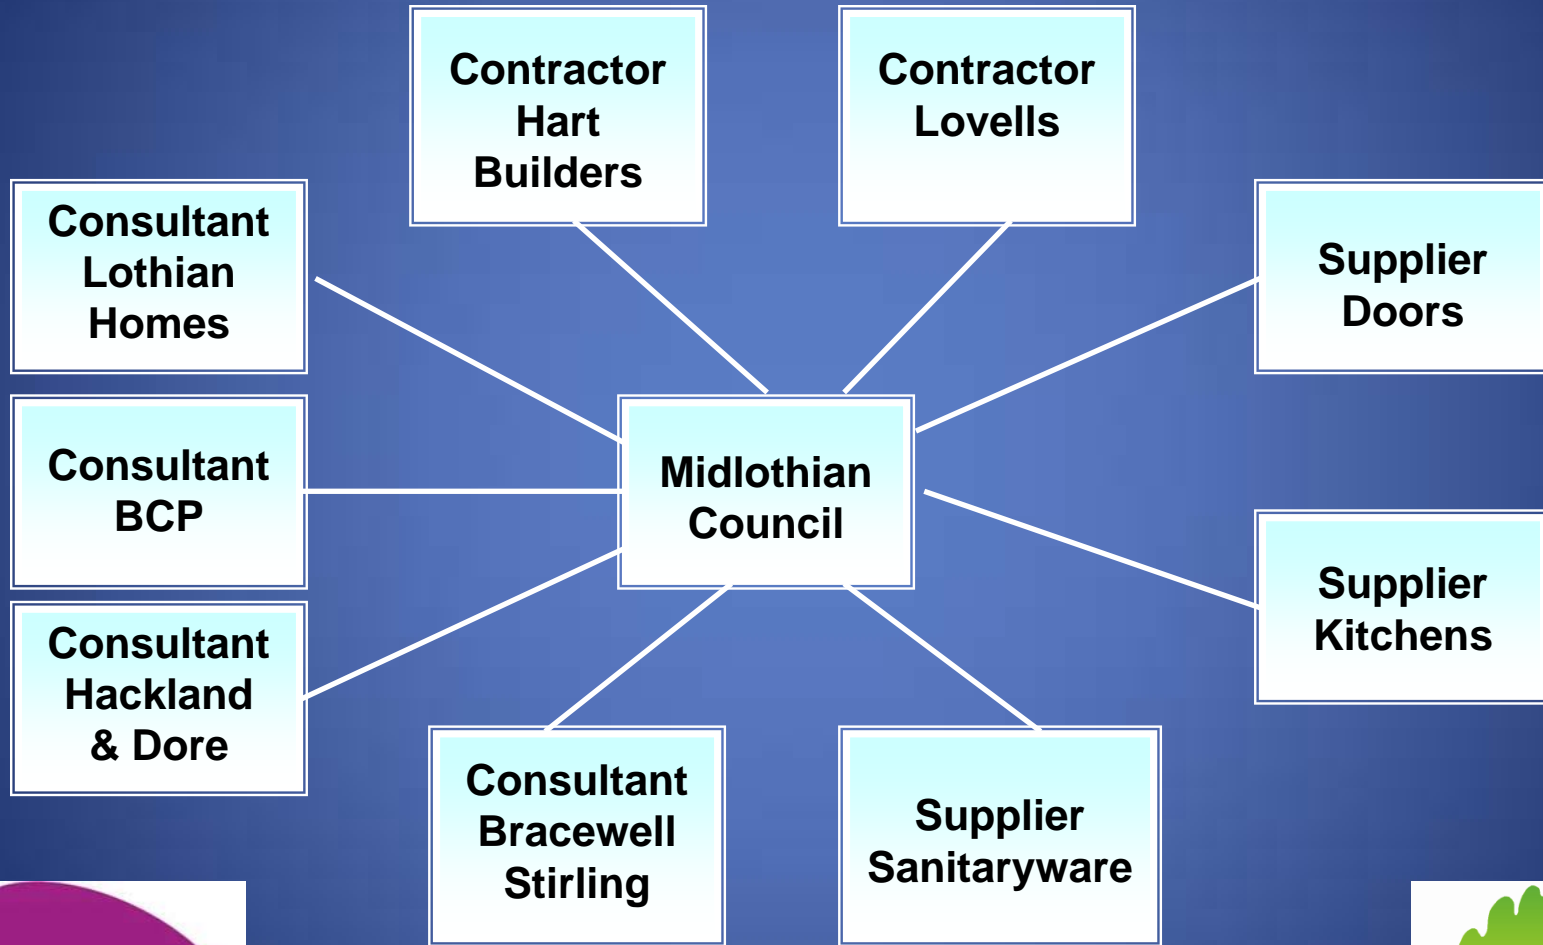 Contractor
Hart
Builders
Contractor
Lovells
Consultant
Lothian
Homes
Supplier
Doors
Consultant
BCP
Midlothian
Council
Supplier
Kitchens
Consultant
Hackland
& Dore
Consultant
Bracewell
Stirling
Supplier
Sanitaryware